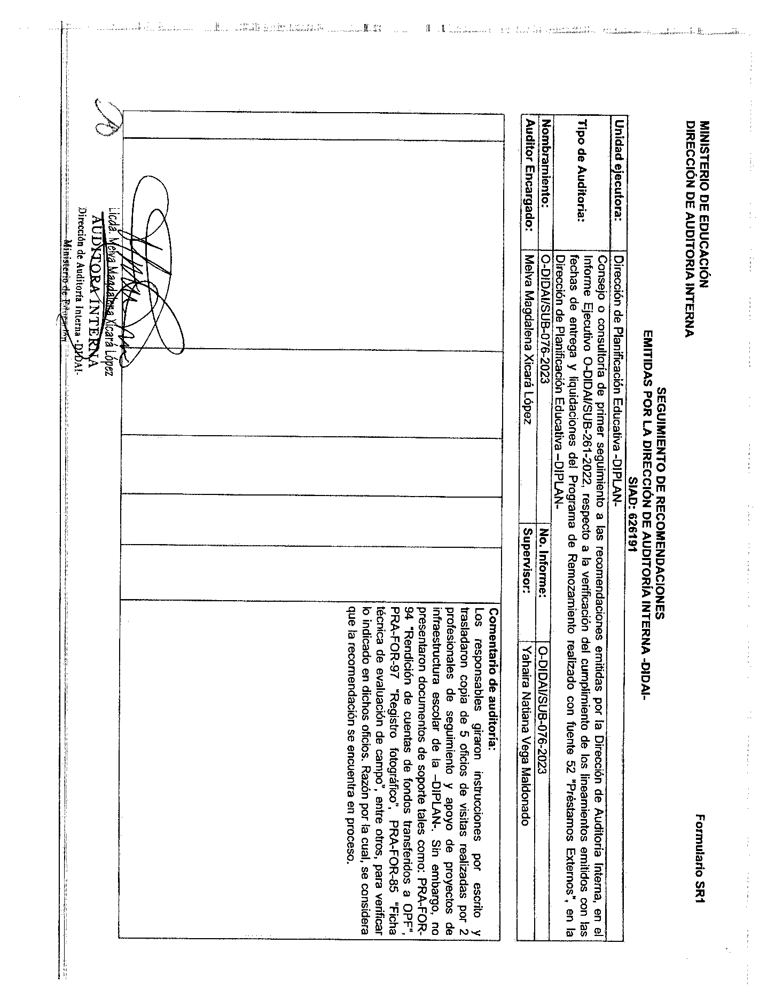 MINISTERIO DE EDUCACIÓN
DIRECCIÓN DE AUDITORIA INTERNA
Formulario SR1
SEGUIMIENTO DE RECOMENDACIONES
EMITIDAS POR LA DIRECCIÓN DE AUDITORÍA INTERNA -DIDAI-
SIAD: 626191
Unidad ejecutora: Dirección de Planificación Educativa -DIPLAN-
Tipo de Auditoria: Consejo o consultoría de primer seguimiento a las recomendaciones emitidas por la Dirección de Auditoria Interna, en el
Informe Ejecutivo O-DIDAI/SUB-261-2022, respecto a la verificación del cumplimiento de los lineamientos emitidos con las
fechas de entrega y liquidaciones del Programa de Remozamiento realizado con fuente 52 "Préstamos Externos", en la
Dirección de Planificación Educativa –DIPLAN-
Nombramiento: O-DIDAI/SUB-076-2023 No. Informe: O-DIDAI/SUB-076-2023
Auditor Encargado: Melva Magdalena Xicará López Supervisor: Yahaira Natiana Vega Maldonado
Comentario de auditoría:
Los responsables giraron instrucciones por escrito y
trasladaron copia de 5 oficios de visitas realizadas por 2
profesionales de seguimiento y apoyo de proyectos de
infraestructura escolar de la –DIPLAN-. Sin embargo, no
presentaron documentos de soporte tales como: PRA-FOR-
94 "Rendición de cuentas de fondos transferidos a OPF",
PRA-FOR-97 "Registro fotográfico", PRA-FOR-85 "Ficha
técnica de evaluación de campo", entre otros, para verificar
lo indicado en dichos oficios. Razón por la cual, se considera
que la recomendación se encuentra en proceso.
Licda. Melva Magdalena Xicará López
AUDITORA INTERNA
Dirección de Auditoría Interna -DIDAI-
Ministerio de Educación